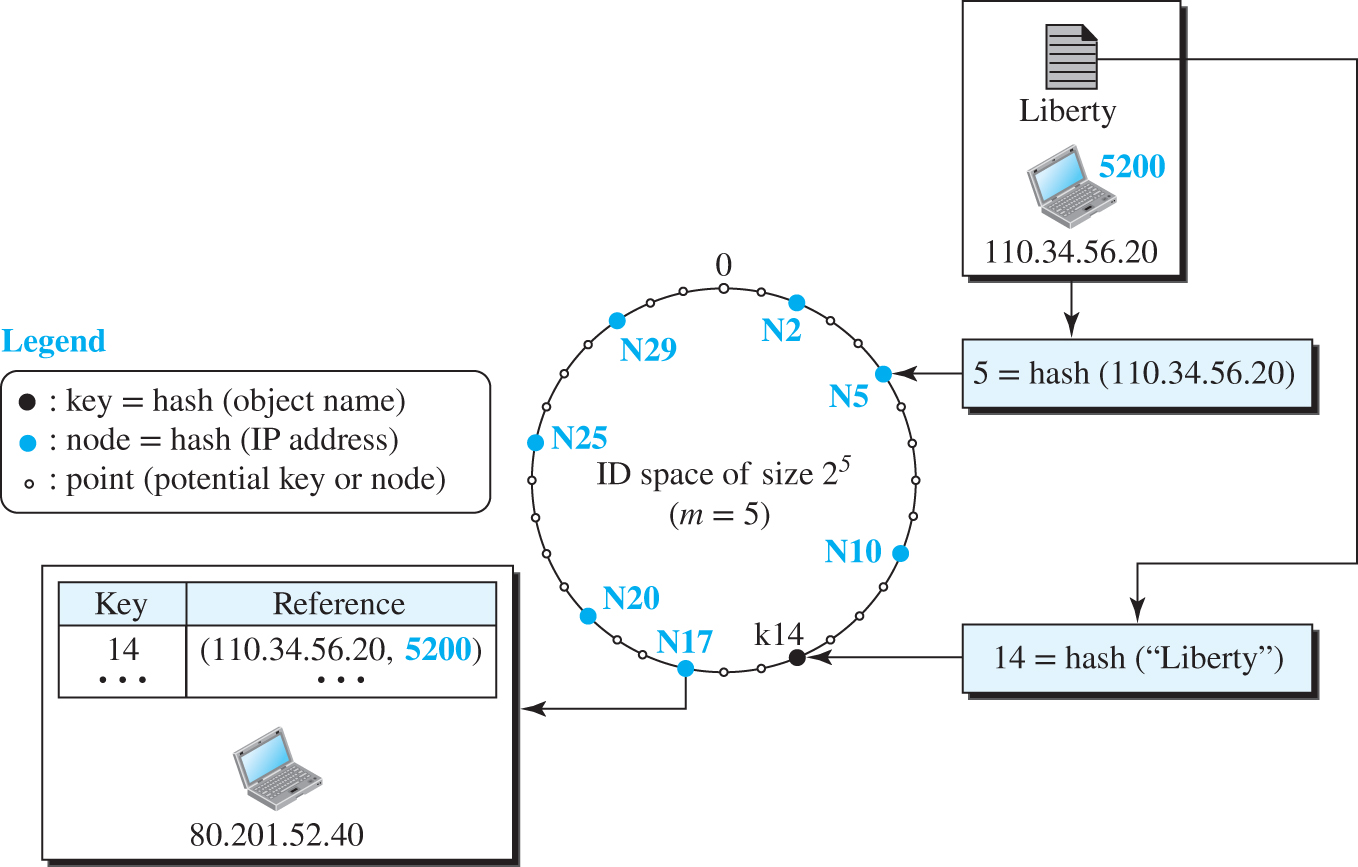 Liberty
5200
110.34.56.20
0
N2
N29
N5
5 = hash (110.34.56.20)
Legend
: key = hash (object name)
: node = hash (IP address)
: point (potential key or node)
N25
ID space of size 2⁵
(m = 5)
N10
N20
N17
k14
14 = hash (“Liberty”)
Key Reference
14 (110.34.56.20, 5200)
• • • • • •
80.201.52.40